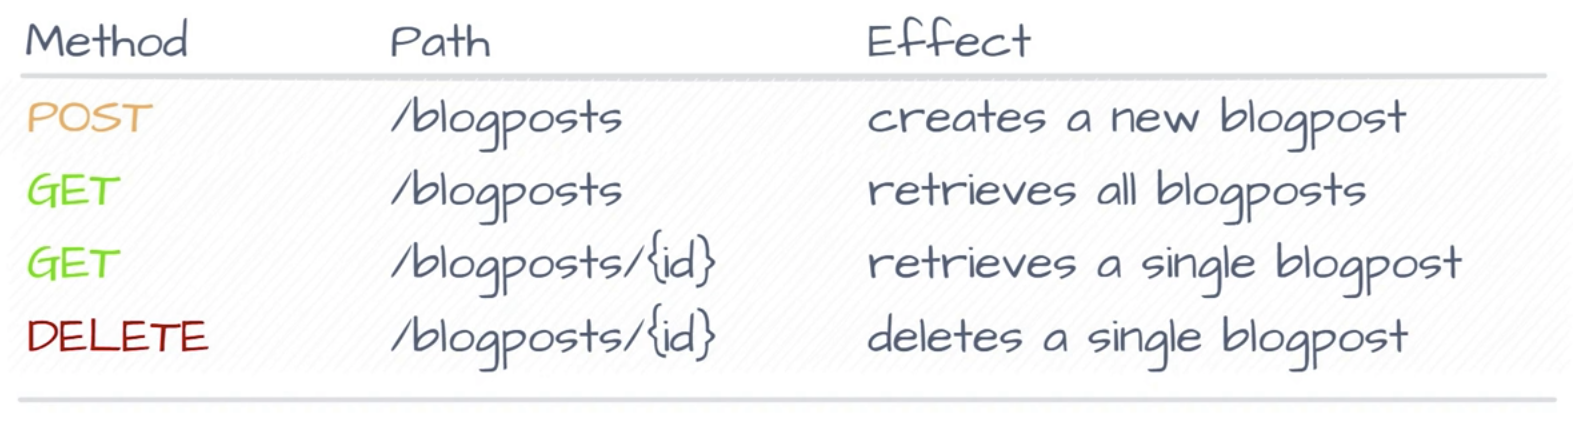 Method Path Effect
POST /blogposts creates a new blogpost
GET /blogposts retrieves all blogposts
GET /blogposts/{id} retrieves a single blogpost
DELETE /blogposts/{id} deletes a single blogpost